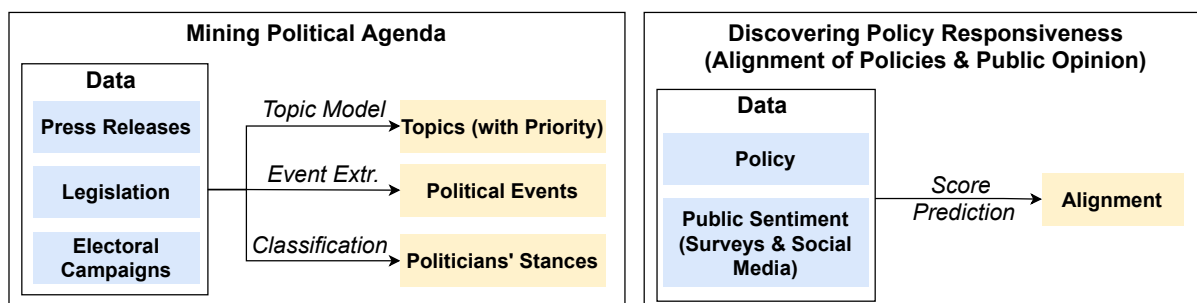 Mining Political Agenda
Data
Press Releases
Legislation
Electoral
Campaigns
Topic Model
Event Extr.
Classification
Topics (with Priority)
Political Events
Politicians' Stances
Discovering Policy Responsiveness
(Alignment of Policies & Public Opinion)
Data
Policy
Public Sentiment
(Surveys & Social
Media)
Score
Prediction
Alignment